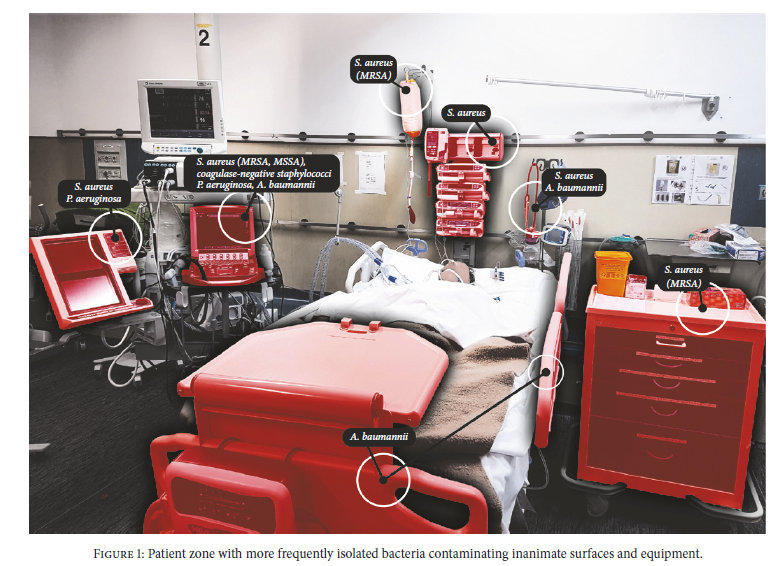 2
S. aureus
(MRSA)
S. aureus
S. aureus (MRSA, MSSA),
coagulase-negative staphylococci
P. aeruginosa, A. baumannii
S. aureus
P. aeruginosa
S. aureus
A. baumannii
S. aureus
(MRSA)
A. baumannii
FIGURE 1: Patient zone with more frequently isolated bacteria contaminating inanimate surfaces and equipment.